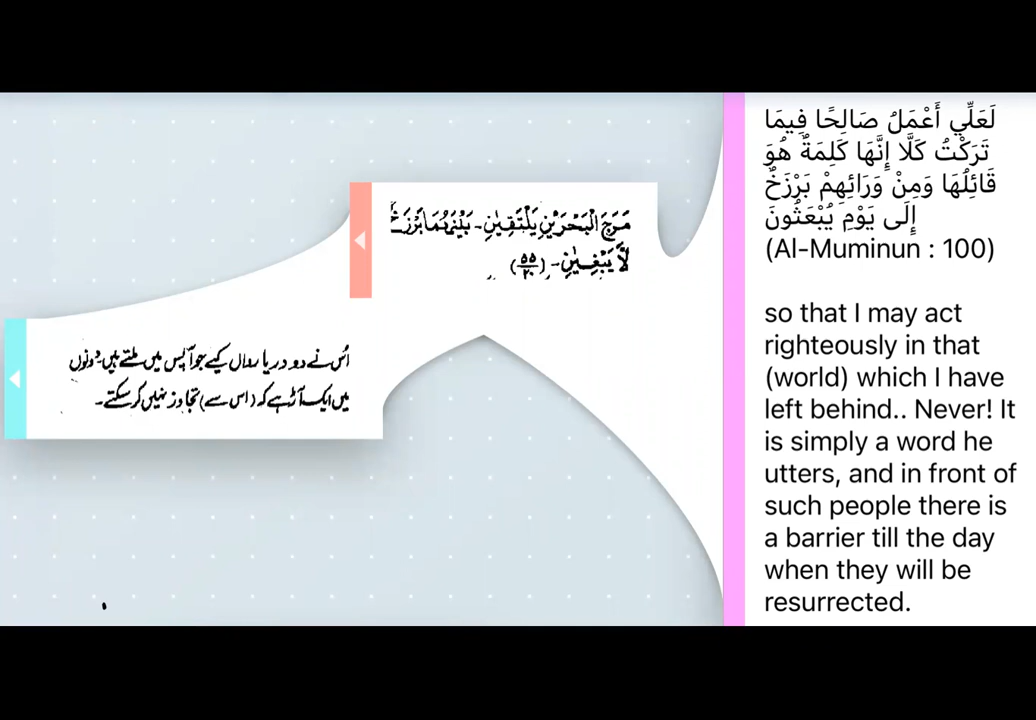 مَرَجَ الْبَحْرَيْنِ يَلْتَقِيٰنِ۔ بَيْنَهُمَا بَرْزَخٌ
لَّا يَبْغِيٰنِ۔ (۵۵/۲۰)
اُس نے دو دریا رواں کیے جو آپس میں ملتے ہیں۔ دونوں
میں ایک آڑ ہے کہ (اس سے) تجاوز نہیں کر سکتے۔
لَعَلِّي أَعْمَلُ صَالِحًا فِيمَا
تَرَكْتُ كَلَّا إِنَّهَا كَلِمَةٌ هُوَ
قَائِلُهَا وَمِنْ وَرَائِهِمْ بَرْزَخٌ
إِلَى يَوْمِ يُبْعَثُونَ
(Al-Muminun : 100)
so that I may act
righteously in that
(world) which I have
left behind.. Never! It
is simply a word he
utters, and in front of
such people there is
a barrier till the day
when they will be
resurrected.